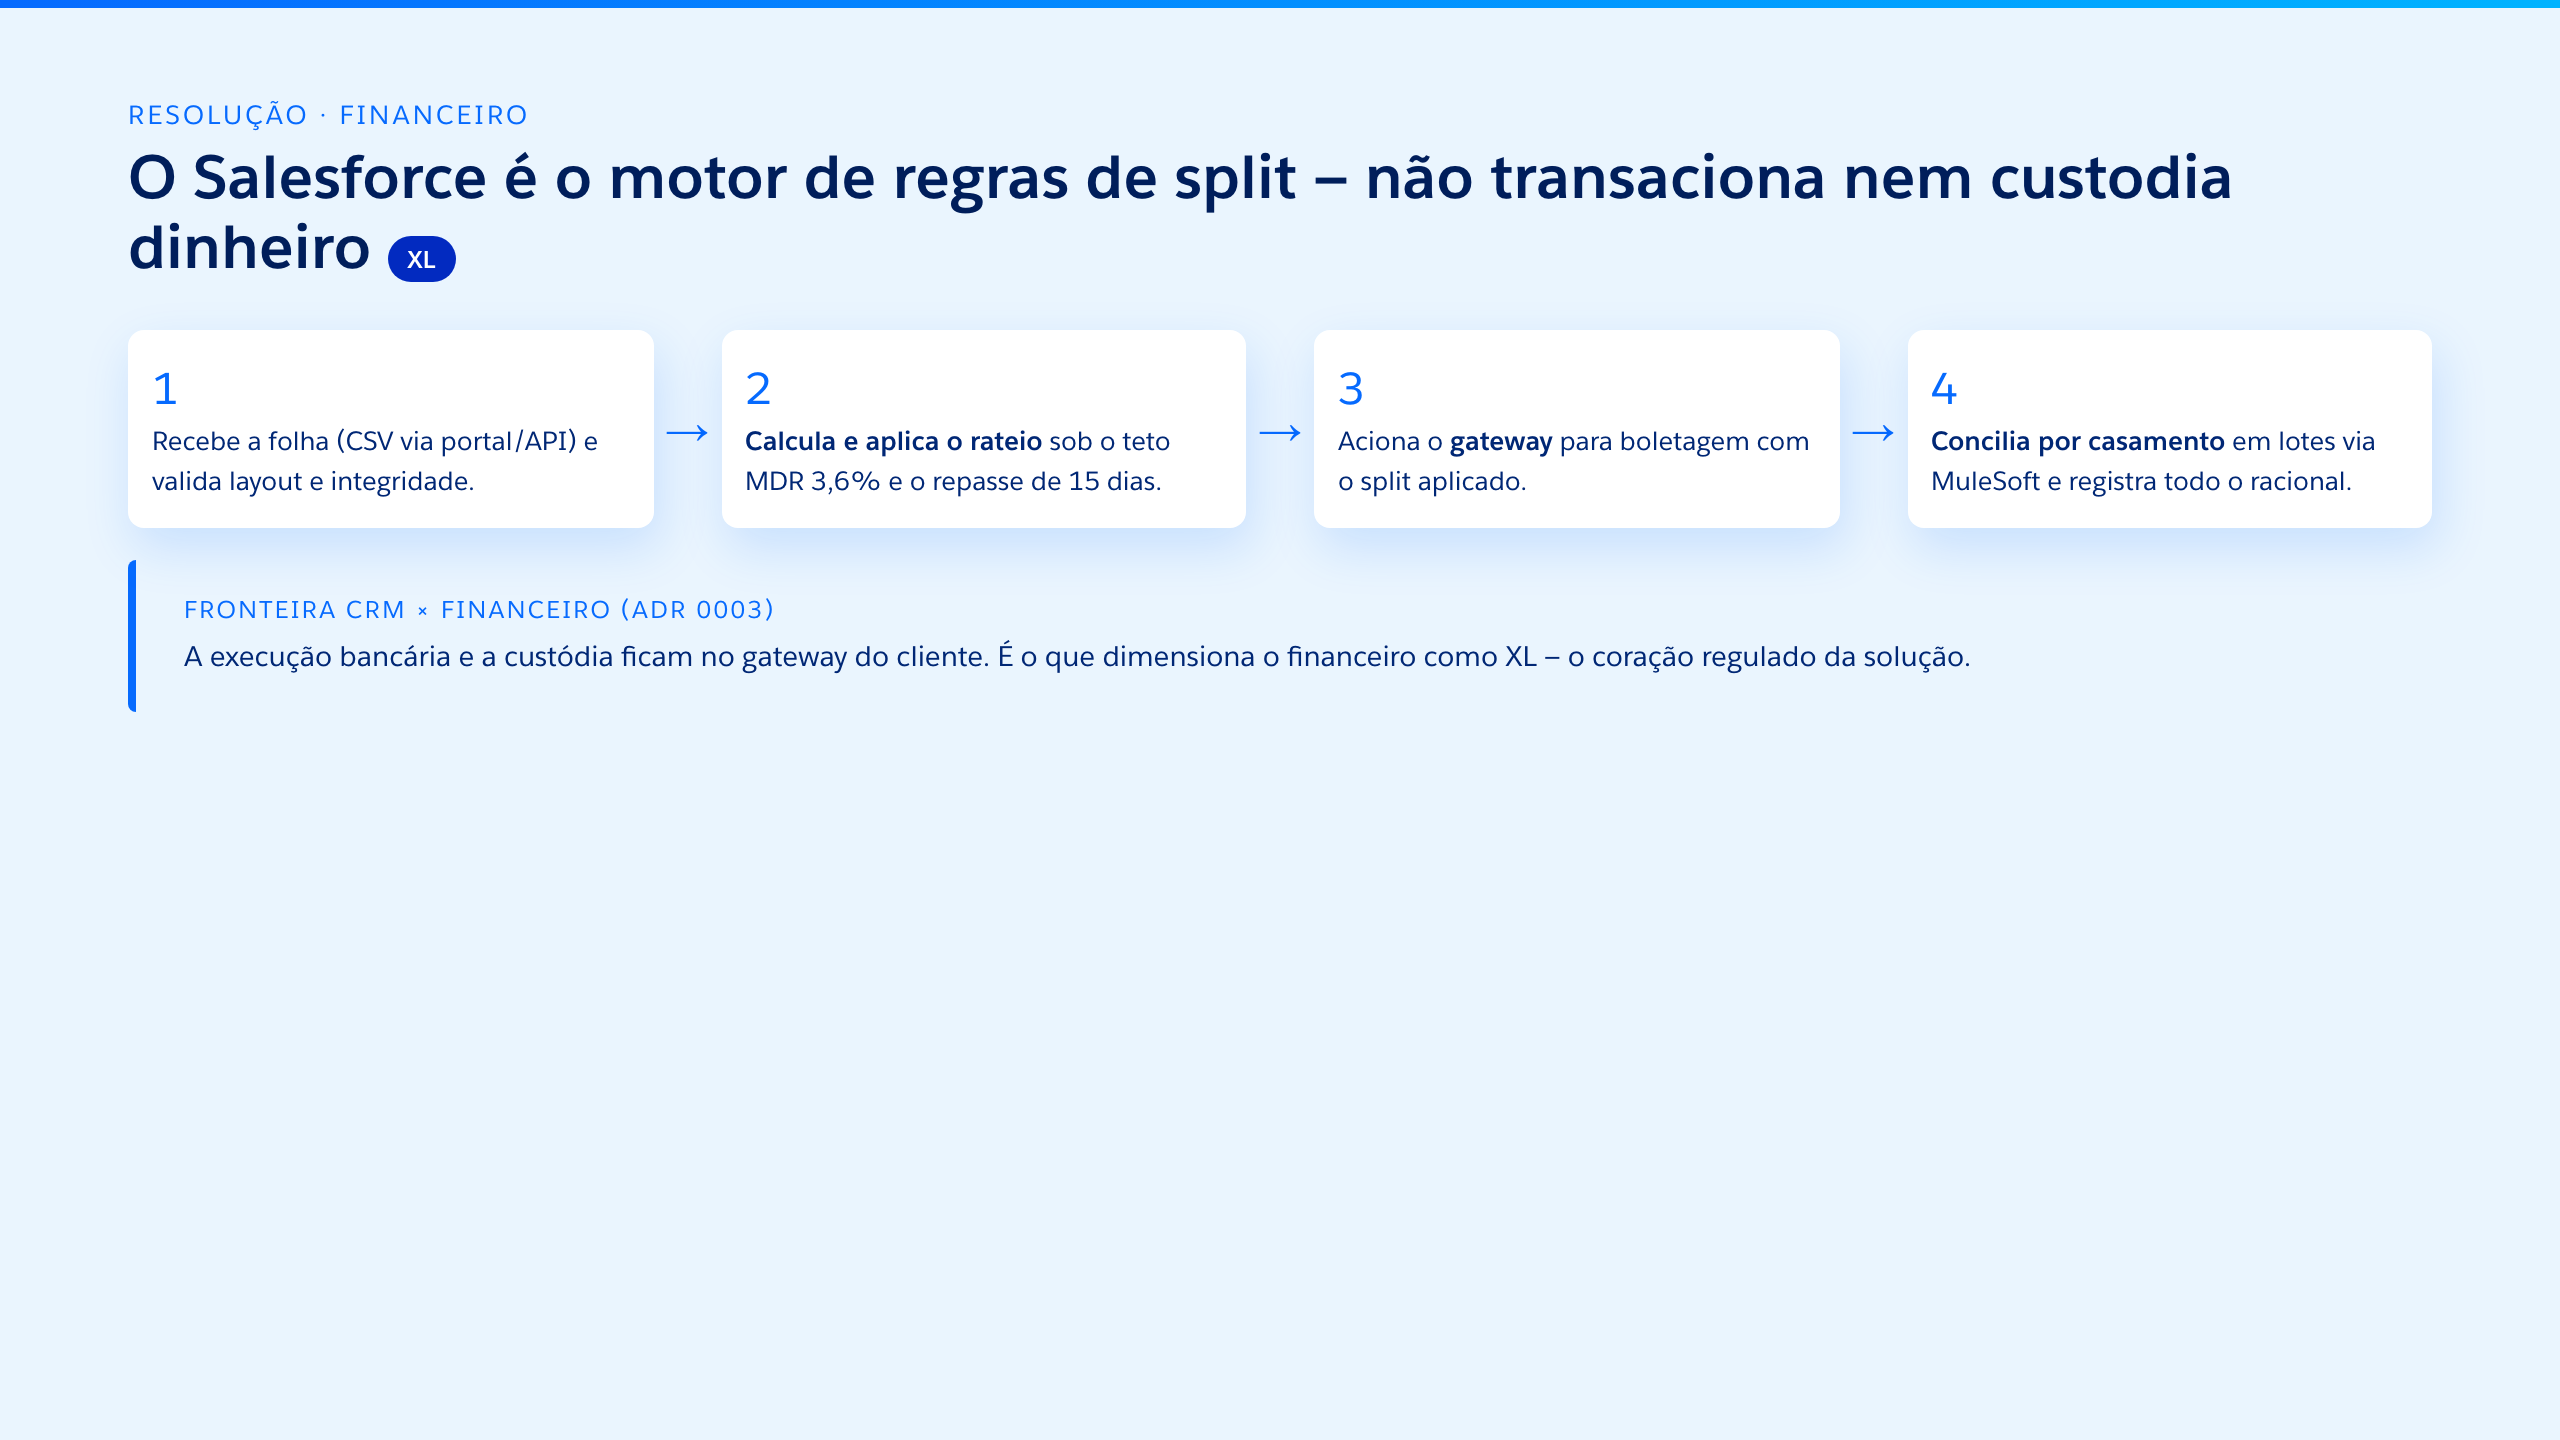 RESOLUÇÃO · FINANCEIRO
O Salesforce é o motor de regras de split – não transaciona nem custodia
dinheiro XL
1
Recebe a folha (CSV via portal/API) e
valida layout e integridade.
→
2
Calcula e aplica o rateio sob o teto
MDR 3,6% e o repasse de 15 dias.
→
3
Aciona o gateway para boletagem com
o split aplicado.
→
4
Concilia por casamento em lotes via
MuleSoft e registra todo o racional.
FRONTEIRA CRM × FINANCEIRO (ADR 0003)
A execução bancária e a custódia ficam no gateway do cliente. É o que dimensiona o financeiro como XL – o coração regulado da solução.